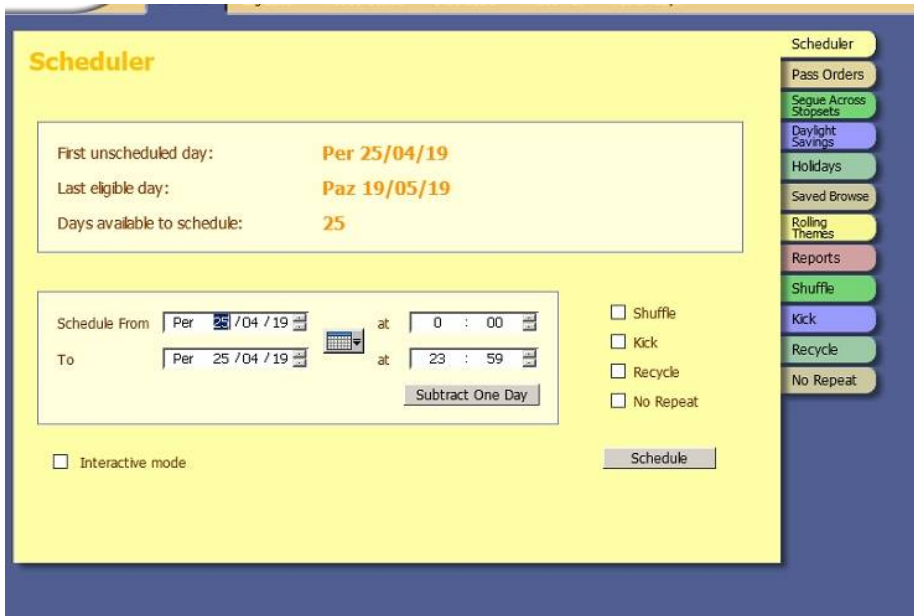 Scheduler
First unscheduled day: Per 25/04/19
Last eligible day: Paz 19/05/19
Days available to schedule: 25
Schedule From Per 25 /04 /19 at 0 : 00
To Per 25 /04 /19 at 23 : 59
Subtract One Day
Shuffle
Kick
Recycle
No Repeat
Interactive mode
Schedule
Scheduler
Pass Orders
Segue Across
Stopsets
Daylight
Savings
Holidays
Saved Browse
Rolling
Themes
Reports
Shuffle
Kick
Recycle
No Repeat